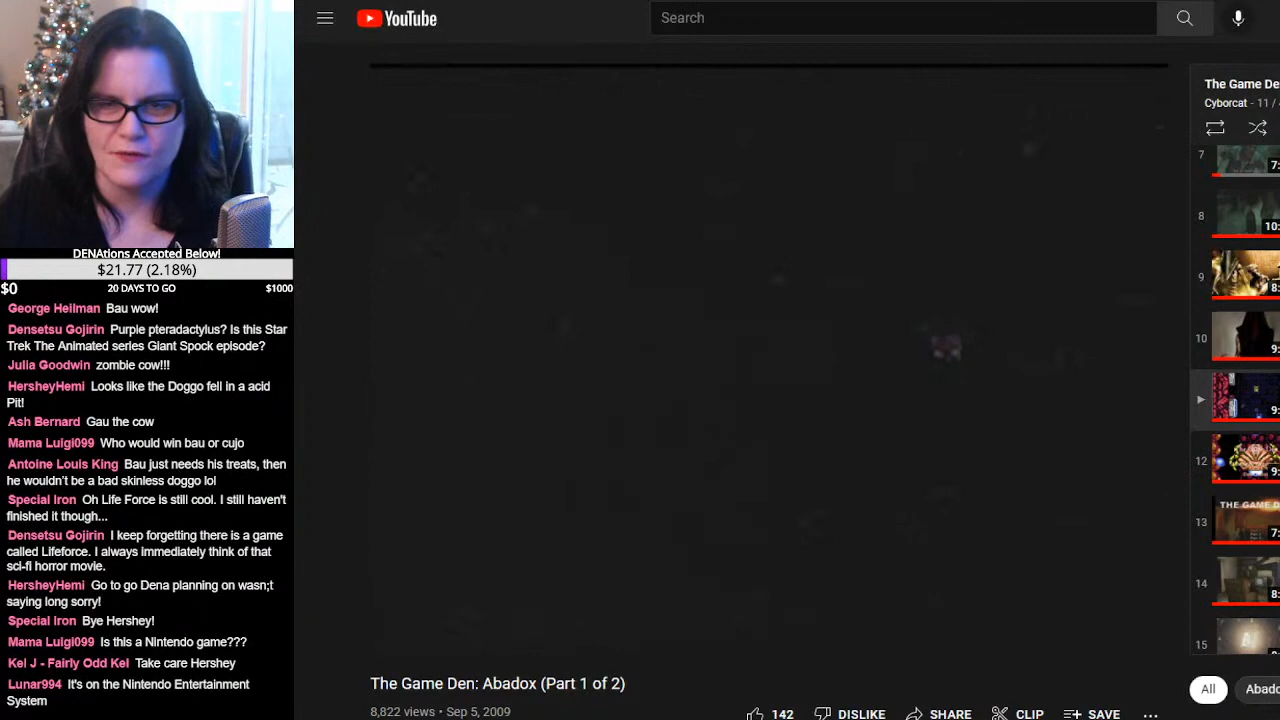 YouTube
Search
The Game De
Cyborcat - 11 /
7
7:
8
10:
9
8:
10
9:
9:
12
9:
13
THE GAME D
7:
14
8:
15
DENAtions Accepted Below!
$21.77 (2.18%)
$0
20 DAYS TO GO
$1000
George Heilman Bau wow!
Densetsu Gojirin Purple pteradactylus? Is this Star
Trek The Animated series Giant Spock episode?
Julia Goodwin zombie cow!!!
HersheyHemi Looks like the Doggo fell in a acid
Pit!
Ash Bernard Gau the cow
Mama Luigi099 Who would win bau or cujo
Antoine Louis King Bau just needs his treats, then
he wouldn't be a bad skinless doggo lol
Special Iron Oh Life Force is still cool. I still haven't
finished it though...
Densetsu Gojirin I keep forgetting there is a game
called Lifeforce. I always immediately think of that
sci-fi horror movie.
HersheyHemi Go to go Dena planning on wasn;t
saying long sorry!
Special Iron Bye Hershey!
Mama Luigi099 Is this a Nintendo game???
Kel J - Fairly Odd Kel Take care Hershey
Lunar994 It's on the Nintendo Entertainment
System
The Game Den: Abadox (Part 1 of 2)
8,822 views • Sep 5, 2009
142
DISLIKE
SHARE
CLIP
SAVE
All
Abado